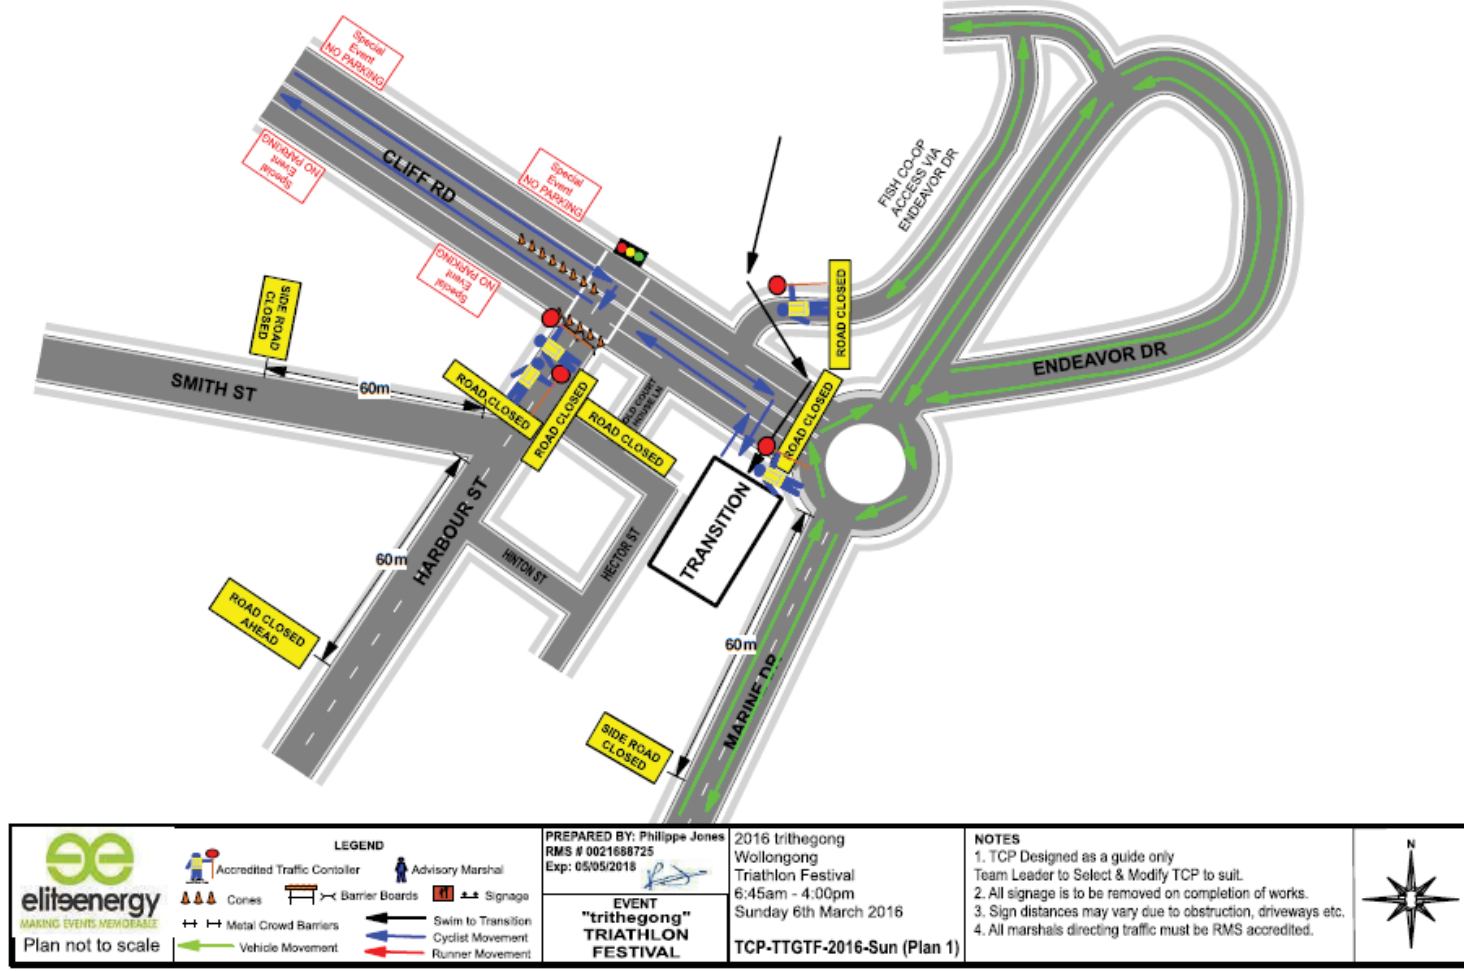 Special
Event
NO PARKING
Special
Event
NO PARKING
Special
Event
NO PARKING
Special
Event
NO PARKING
CLIFF RD
FISH CO-OP
ACCESS VIA
ENDEAVOR DR
ROAD CLOSED
SIDE ROAD
CLOSED
SMITH ST
60m
ROAD CLOSED
ROAD CLOSED
ROAD CLOSED
OLD COURT
HOUSE LN
ROAD CLOSED
ENDEAVOR DR
TRANSITION
HARBOUR ST
60m
HINTON ST
HECTOR ST
ROAD CLOSED
AHEAD
60m
MARINE DR
SIDE ROAD
CLOSED
eliteenergy
MAKING EVENTS MEMORABLE
Plan not to scale
LEGEND
Accredited Traffic Contoller
Advisory Marshal
Cones
Barrier Boards
Signage
Metal Crowd Barriers
Swim to Transition
Vehicle Movement
Cyclist Movement
Runner Movement
PREPARED BY: Philippe Jones
RMS # 0021688725
Exp: 05/05/2018
EVENT
"trithegong"
TRIATHLON
FESTIVAL
2016 trithegong
Wollongong
Triathlon Festival
6:45am - 4:00pm
Sunday 6th March 2016
TCP-TTGTF-2016-Sun (Plan 1)
NOTES
1. TCP Designed as a guide only
Team Leader to Select & Modify TCP to suit.
2. All signage is to be removed on completion of works.
3. Sign distances may vary due to obstruction, driveways etc.
4. All marshals directing traffic must be RMS accredited.
N